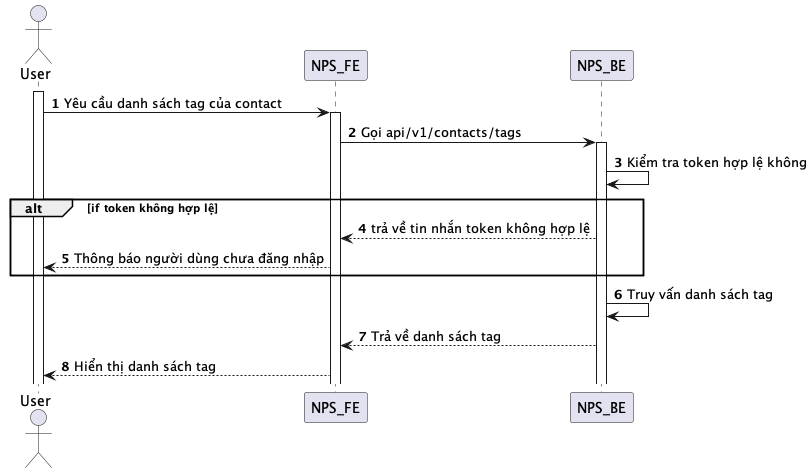 User
NPS_FE
NPS_BE
1 Yêu cầu danh sách tag của contact
2 Gọi api/v1/contacts/tags
3 Kiểm tra token hợp lệ không
alt [if token không hợp lệ]
4 trả về tin nhắn token không hợp lệ
5 Thông báo người dùng chưa đăng nhập
6 Truy vấn danh sách tag
7 Trả về danh sách tag
8 Hiển thị danh sách tag
User
NPS_FE
NPS_BE